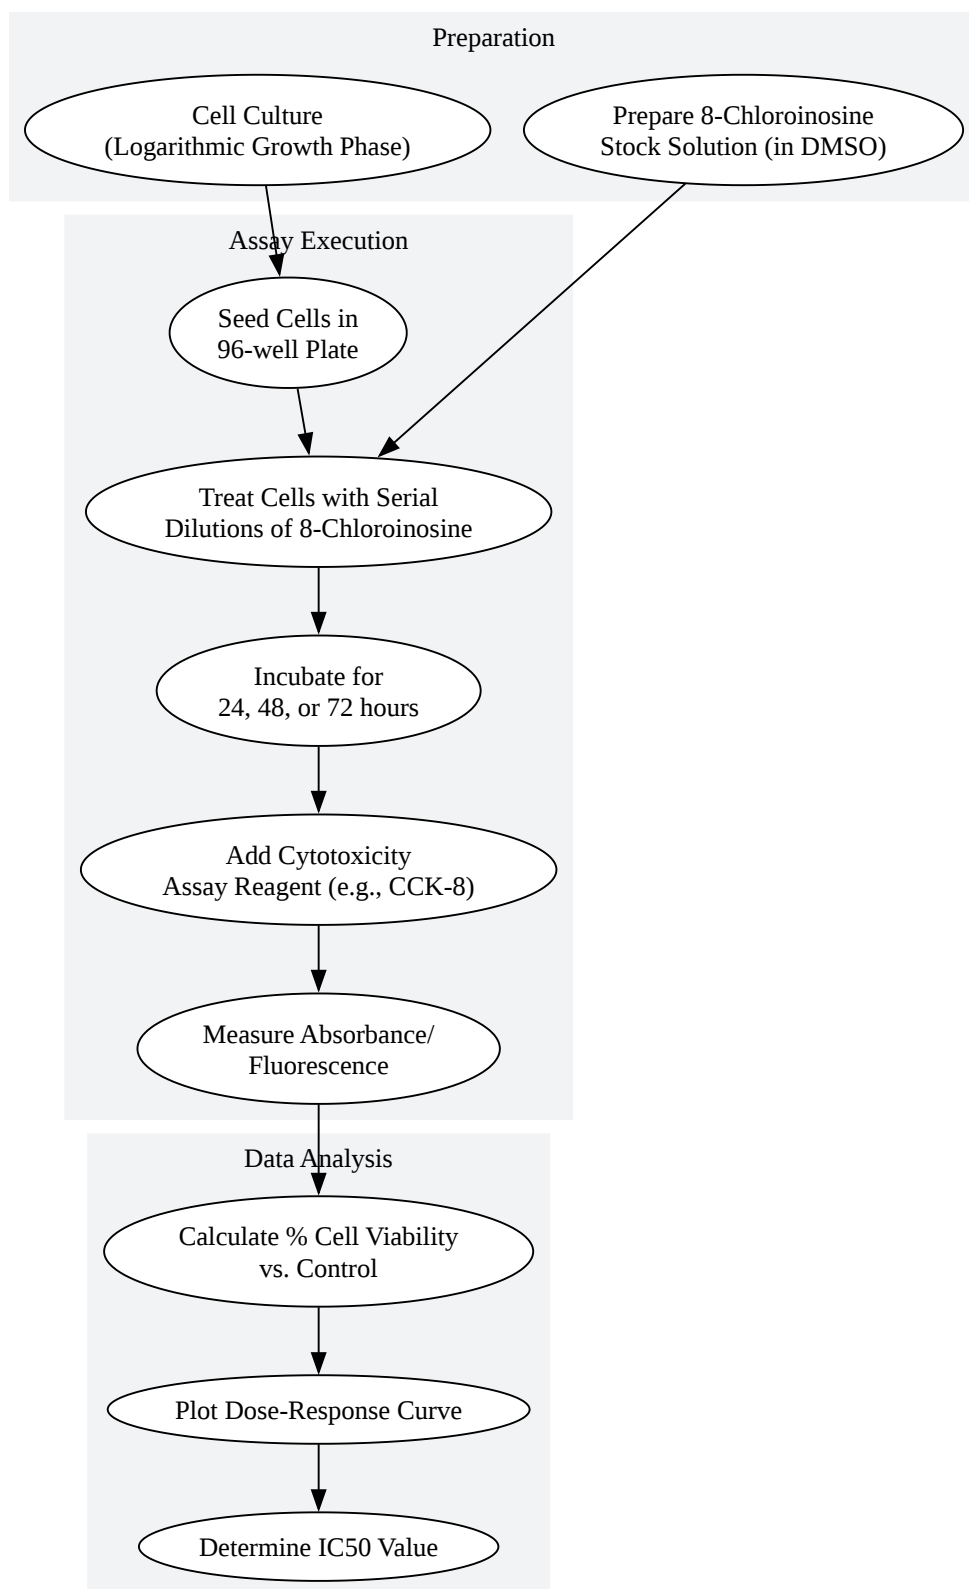 Preparation
Cell Culture
(Logarithmic Growth Phase)
Prepare 8-Chloroinosine
Stock Solution (in DMSO)
Assay Execution
Seed Cells in
96-well Plate
Treat Cells with Serial
Dilutions of 8-Chloroinosine
Incubate for
24, 48, or 72 hours
Add Cytotoxicity
Assay Reagent (e.g., CCK-8)
Measure Absorbance/
Fluorescence
Data Analysis
Calculate % Cell Viability
vs. Control
Plot Dose-Response Curve
Determine IC50 Value